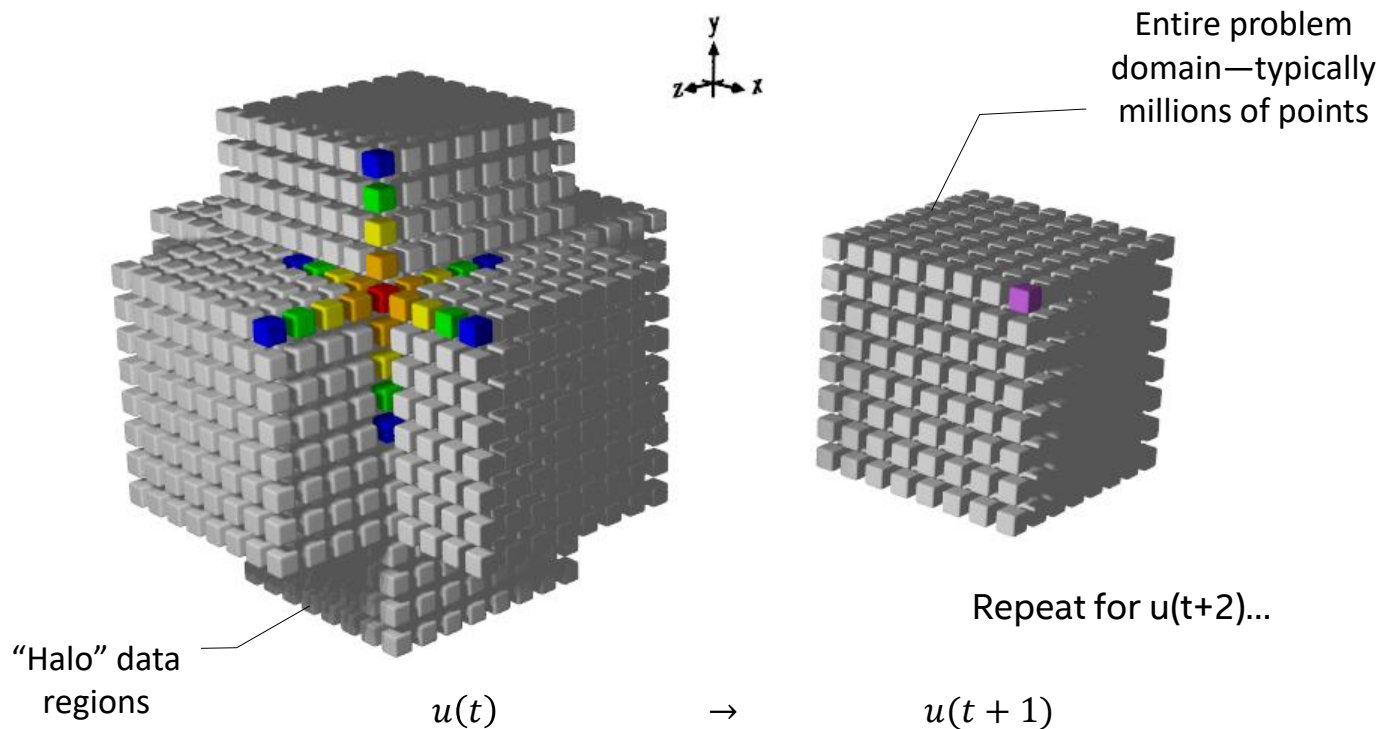 Entire problem
domain—typically
millions of points
y
z x
Repeat for u(t+2)...
“Halo” data
regions
u(t) → u(t + 1)